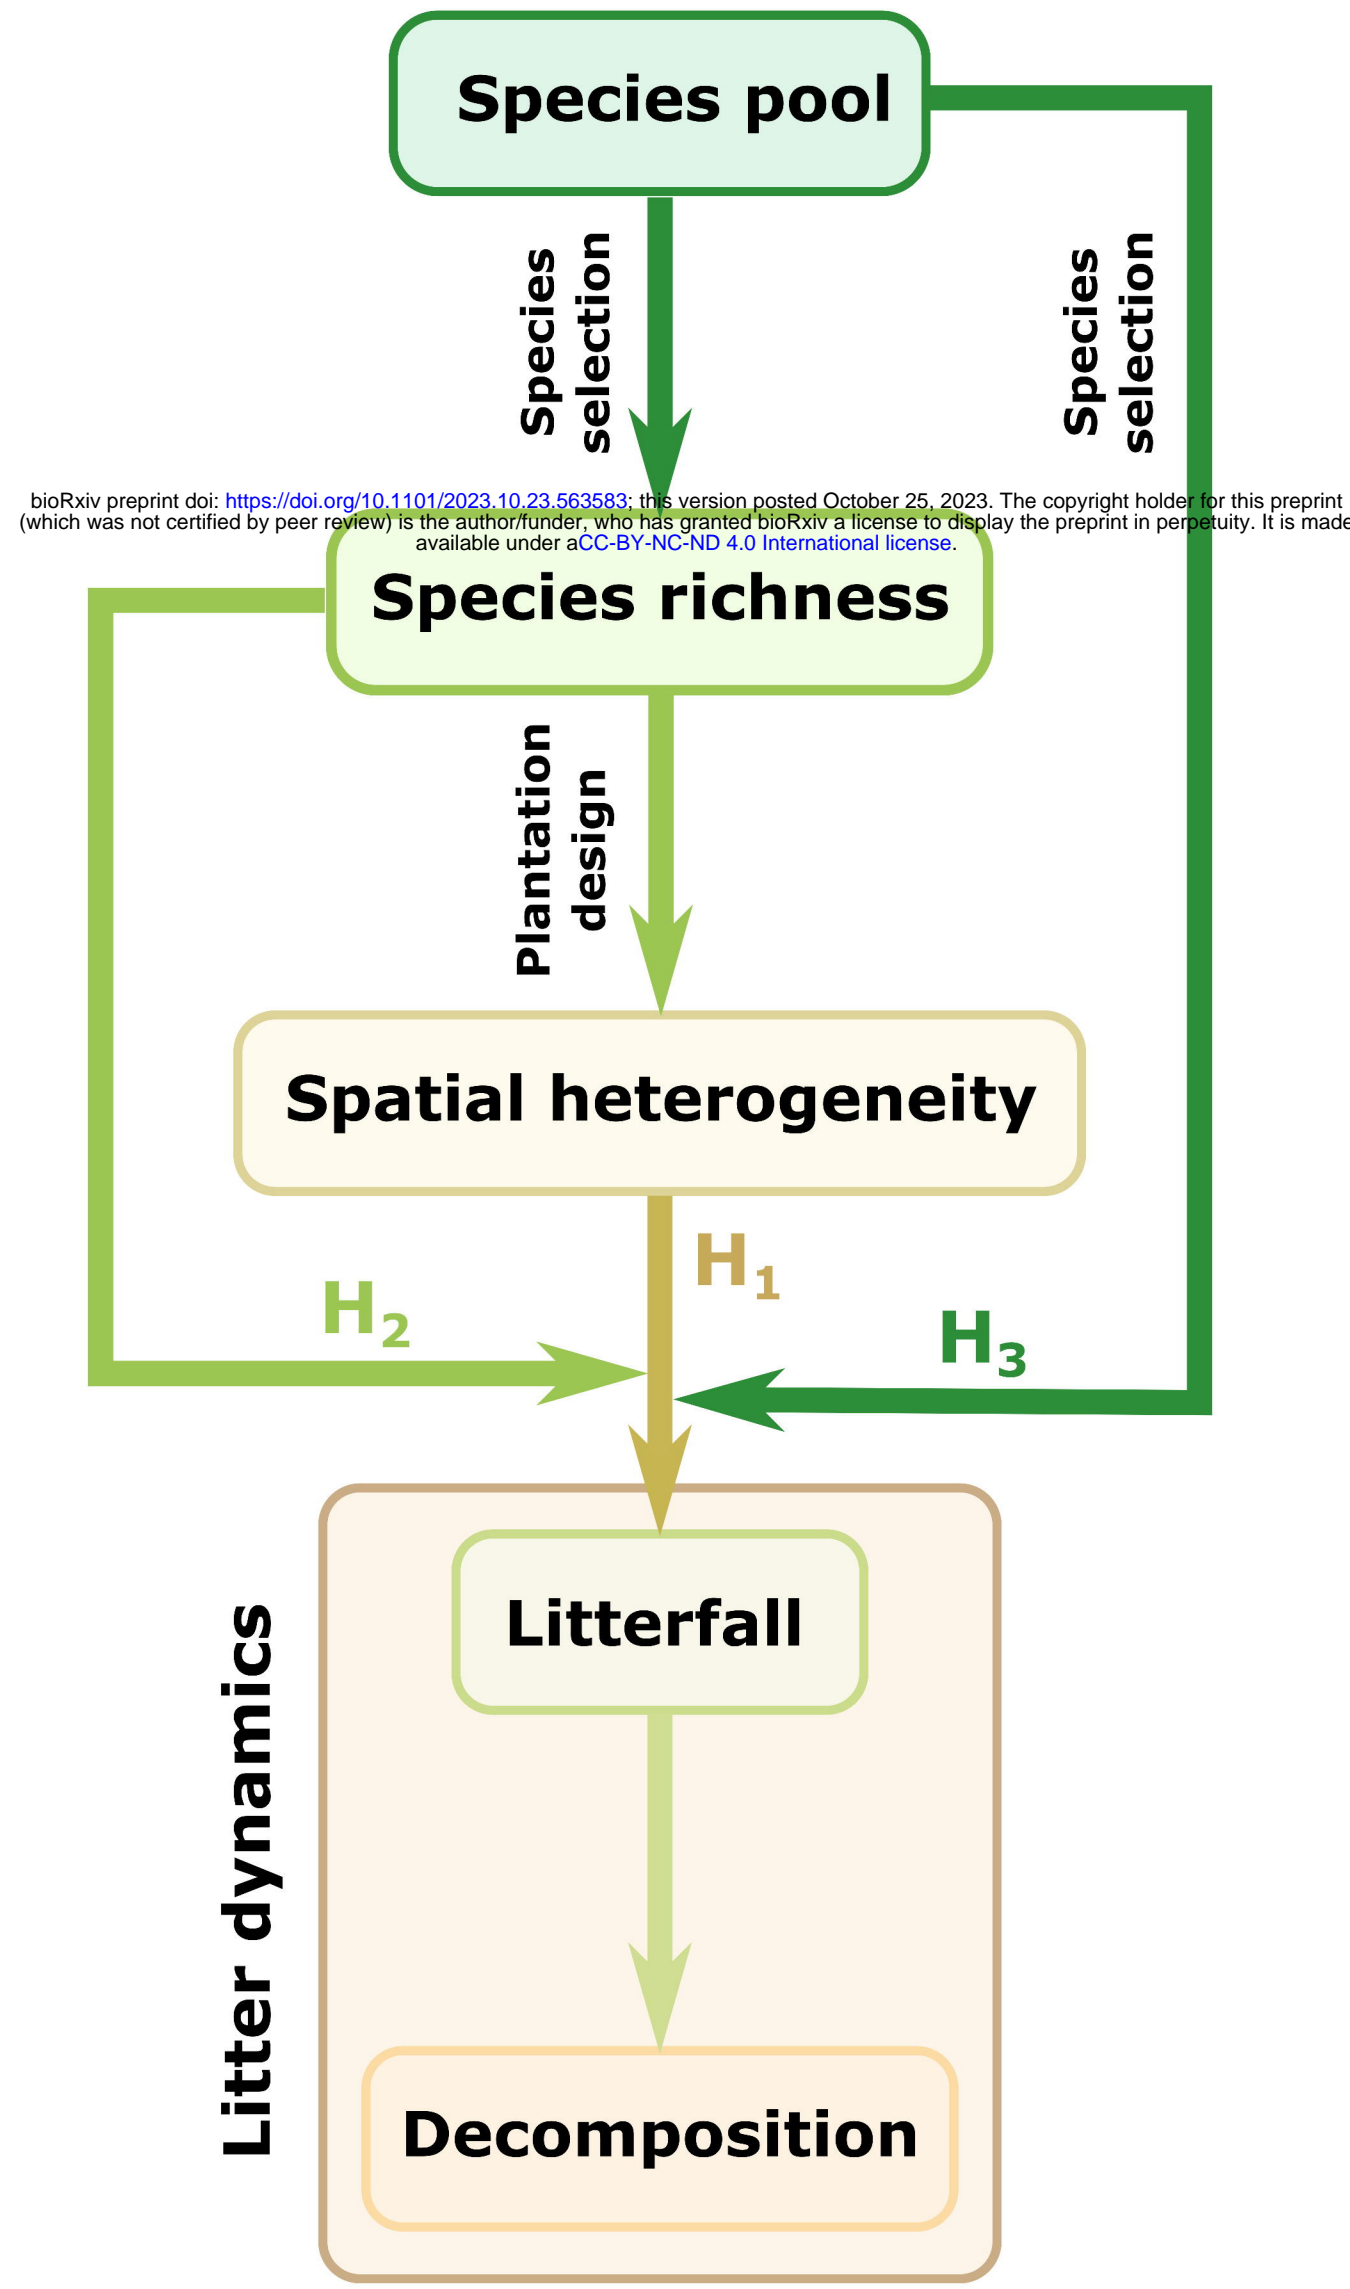 Species pool
Species
selection
Species
selection
bioRxiv preprint doi: https://doi.org/10.1101/2023.10.23.563583; this version posted October 25, 2023. The copyright holder for this preprint
(which was not certified by peer review) is the author/funder, who has granted bioRxiv a license to display the preprint in perpetuity. It is made
available under aCC-BY-NC-ND 4.0 International license.
Species richness
Plantation
design
Spatial heterogeneity
H1
H2
H3
Litterfall
Litter dynamics
Decomposition